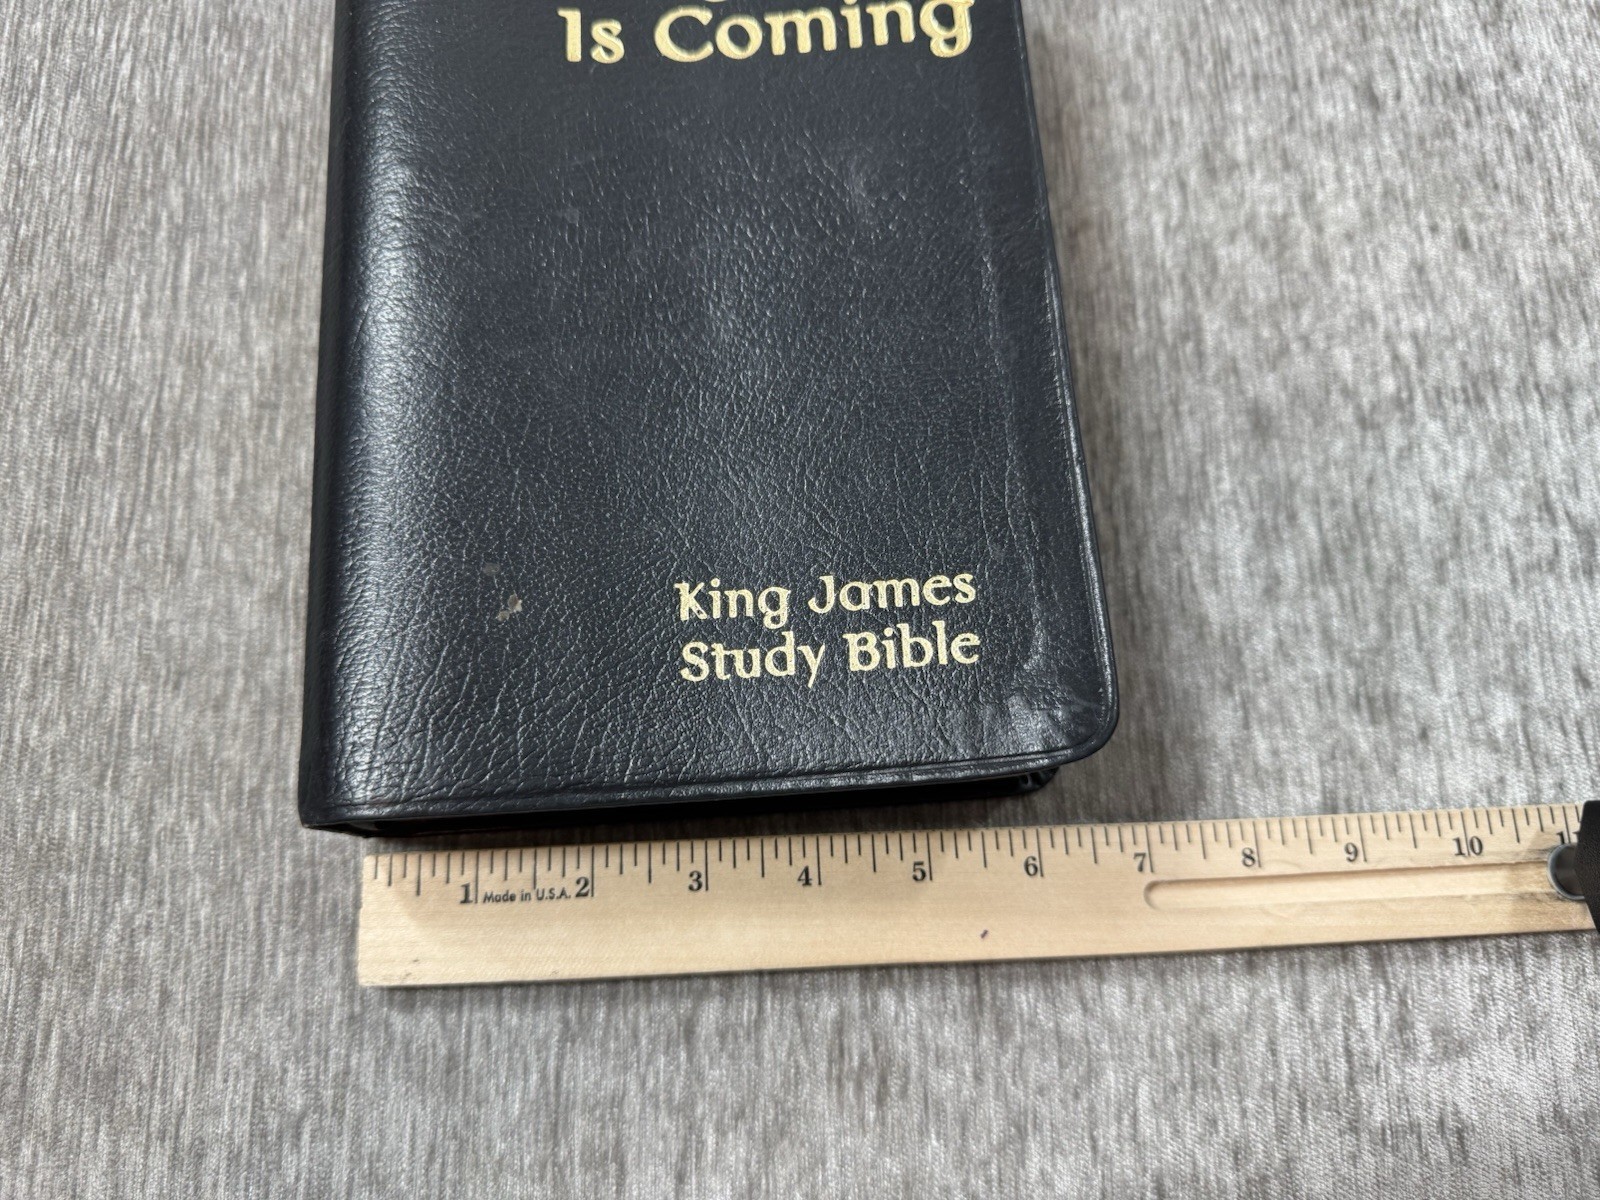 Is Coming
King James
Study Bible
1 Made in U.S.A. 2 3 4 5 6 7 8 9 10